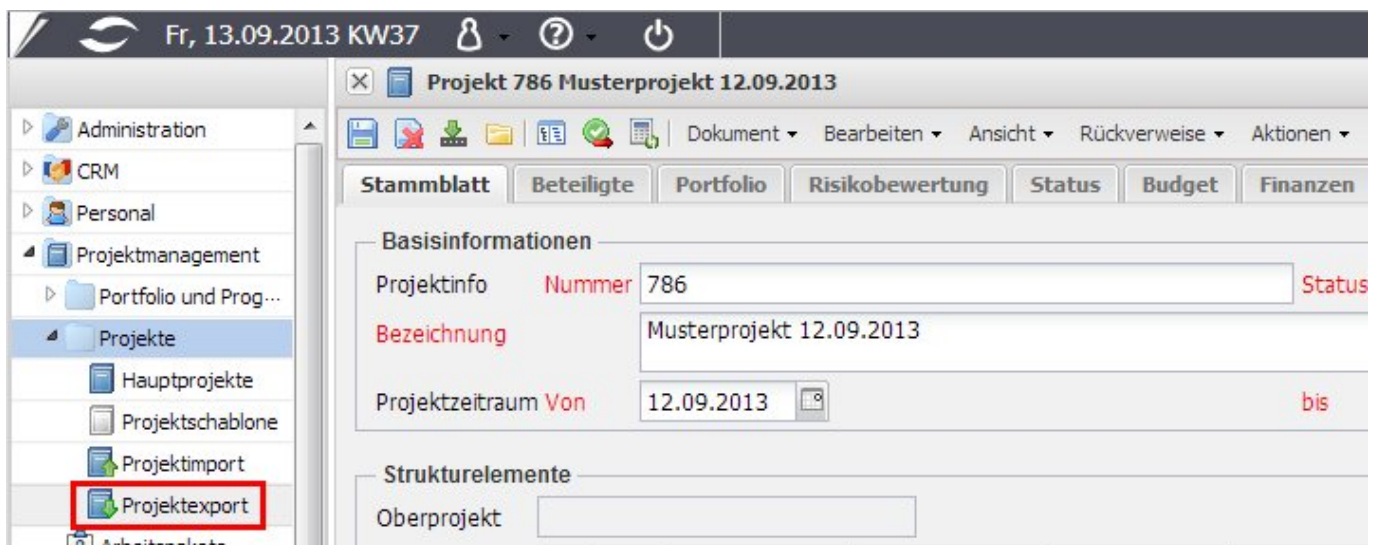 Fr, 13.09.2013 KW37
Projekt 786 Musterprojekt 12.09.2013
Administration
CRM
Personal
Projektmanagement
Portfolio und Prog...
Projekte
Hauptprojekte
Projektschablone
Projektimport
Projektexport
Dokument Bearbeiten Ansicht Rückverweise Aktionen
Stammblatt Beteiligte Portfolio Risikobewertung Status Budget Finanzen
Basisinformationen
Projektinfo Nummer 786 Status
Bezeichnung Musterprojekt 12.09.2013
Projektzeitraum Von 12.09.2013 bis
Strukturelemente
Oberprojekt